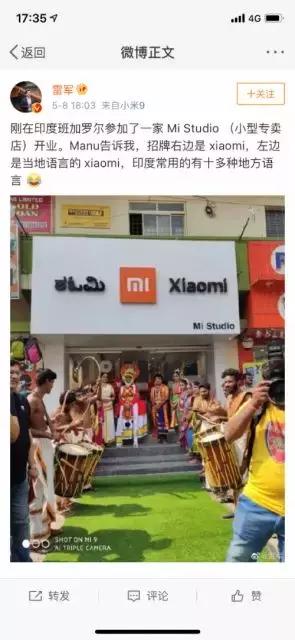 17:35
4G
返回
微博正文
雷军
5-8 18:03 来自小米9
+关注
刚在印度班加罗尔参加了一家 Mi Studio （小型专卖
店）开业。Manu告诉我，招牌右边是 xiaomi，左边
是当地语言的 xiaomi，印度常用的有十多种地方语
言
ಶಓಮಿ
mi
Xiaomi
Mi Studio
SHOT ON MI 9
AI TRIPLE CAMERA
转发
评论
赞